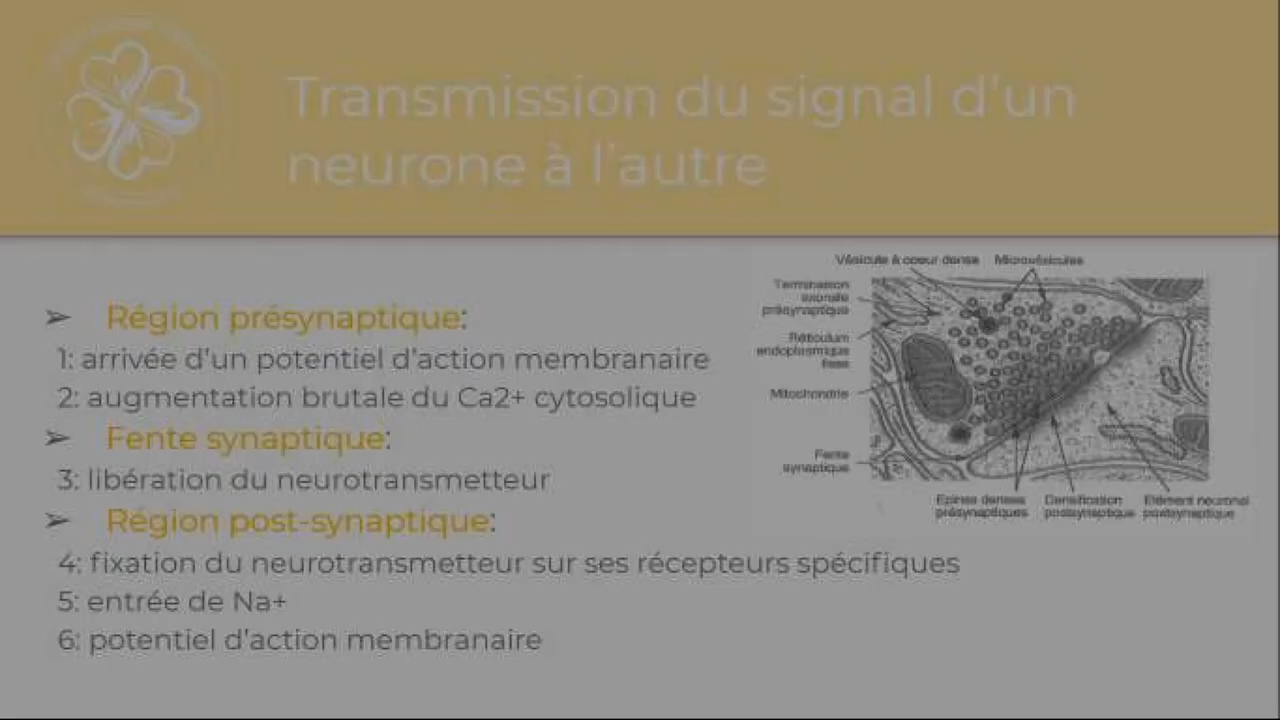 Transmission du signal d'un
neurone à l'autre
➢ Région présynaptique:
1: arrivée d'un potentiel d'action membranaire
2: augmentation brutale du Ca2+ cytosolique
➢ Fente synaptique:
3: libération du neurotransmetteur
➢ Région post-synaptique:
4: fixation du neurotransmetteur sur ses récepteurs spécifiques
5: entrée de Na+
6: potentiel d'action membranaire
Vésicule à coeur dense Microvésicules
Terminaison
axonale
présynaptique
Réticulum
endoplasmique
lisse
Mitochondrie
Fente
synaptique
Epines denses
présynaptiques
Densification
postsynaptique
Elément neuronal
postsynaptique